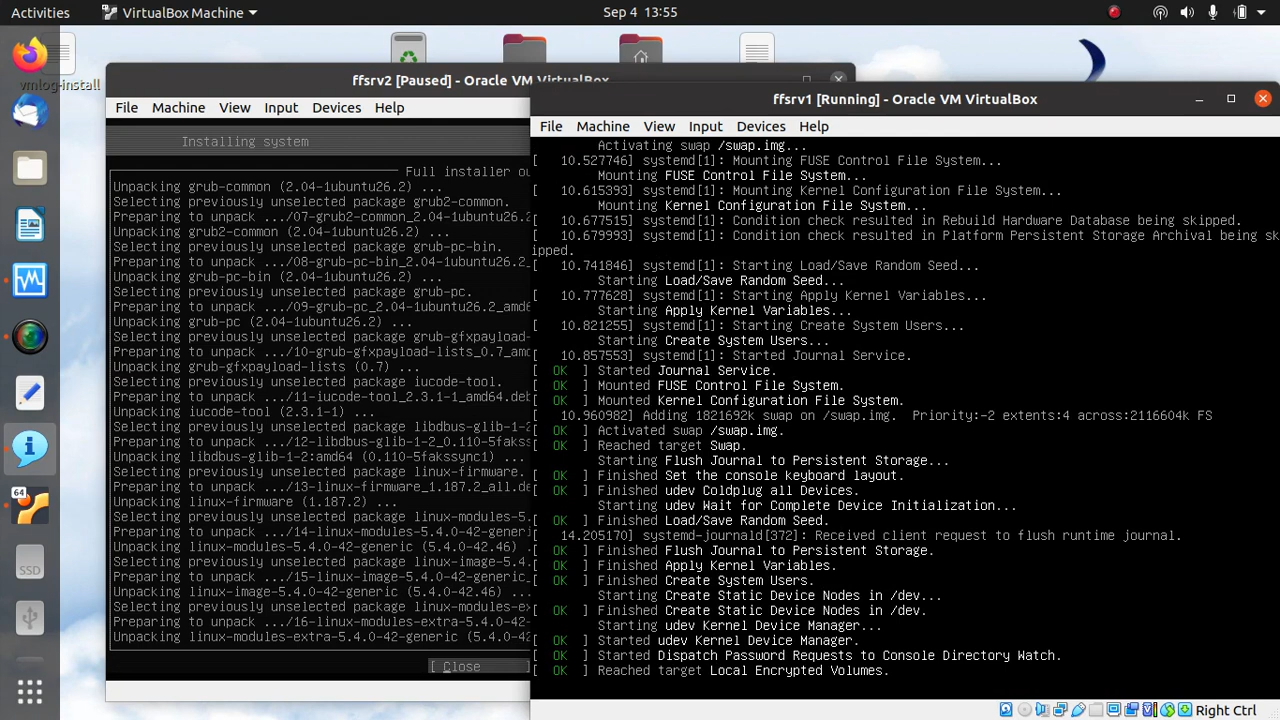 Activities
VirtualBox Machine
Sep 4 13:55
vmlog-install
ffsrv2 [Paused] - Oracle VM VirtualBox
File Machine View Input Devices Help
Installing system
Full installer ou
Unpacking grub-common (2.04-1ubuntu26.2) ...
Selecting previously unselected package grub2-common.
Preparing to unpack .../07-grub2-common_2.04-1ubuntu26.2
Unpacking grub2-common (2.04-1ubuntu26.2) ...
Selecting previously unselected package grub-pc-bin.
Preparing to unpack .../08-grub-pc-bin_2.04-1ubuntu26.2_
Unpacking grub-pc-bin (2.04-1ubuntu26.2) ...
Selecting previously unselected package grub-pc.
Preparing to unpack .../09-grub-pc_2.04-1ubuntu26.2_amd6
Unpacking grub-pc (2.04-1ubuntu26.2) ...
Selecting previously unselected package grub-gfxpayload-
Preparing to unpack .../10-grub-gfxpayload-lists_0.7_amd
Unpacking grub-gfxpayload-lists (0.7) ...
Selecting previously unselected package iucode-tool.
Preparing to unpack .../11-iucode-tool_2.3.1-1_amd64.deb
Unpacking iucode-tool (2.3.1-1) ...
Selecting previously unselected package libdbus-glib-1-2
Preparing to unpack .../12-libdbus-glib-1-2_0.110-5fakss
Unpacking libdbus-glib-1-2:amd64 (0.110-5fakssync1) ...
Selecting previously unselected package linux-firmware.
Preparing to unpack .../13-linux-firmware_1.187.2_all.de
Unpacking linux-firmware (1.187.2) ...
Selecting previously unselected package linux-modules-5.
Preparing to unpack .../14-linux-modules-5.4.0-42-generi
Unpacking linux-modules-5.4.0-42-generic (5.4.0-42.46) .
Selecting previously unselected package linux-image-5.4.
Preparing to unpack .../15-linux-image-5.4.0-42-generic_
Unpacking linux-image-5.4.0-42-generic (5.4.0-42.46) ...
Selecting previously unselected package linux-modules-ex
Preparing to unpack .../16-linux-modules-extra-5.4.0-42-
Unpacking linux-modules-extra-5.4.0-42-generic (5.4.0-42
[ Close ]
ffsrv1 [Running] - Oracle VM VirtualBox
File Machine View Input Devices Help
Activating swap /swap.img...
[ 10.527746] systemd[1]: Mounting FUSE Control File System...
Mounting FUSE Control File System...
[ 10.615393] systemd[1]: Mounting Kernel Configuration File System...
Mounting Kernel Configuration File System...
[ 10.677515] systemd[1]: Condition check resulted in Rebuild Hardware Database being skipped.
[ 10.679993] systemd[1]: Condition check resulted in Platform Persistent Storage Archival being sk
ipped.
[ 10.741846] systemd[1]: Starting Load/Save Random Seed...
Starting Load/Save Random Seed...
[ 10.777628] systemd[1]: Starting Apply Kernel Variables...
Starting Apply Kernel Variables...
[ 10.821255] systemd[1]: Starting Create System Users...
Starting Create System Users...
[ 10.857553] systemd[1]: Started Journal Service.
[ OK ] Started Journal Service.
[ OK ] Mounted FUSE Control File System.
[ OK ] Mounted Kernel Configuration File System.
[ 10.960982] Adding 1821692k swap on /swap.img. Priority:-2 extents:4 across:2116604k FS
[ OK ] Activated swap /swap.img.
[ OK ] Reached target Swap.
Starting Flush Journal to Persistent Storage...
[ OK ] Finished Set the console keyboard layout.
[ OK ] Finished udev Coldplug all Devices.
Starting udev Wait for Complete Device Initialization...
[ OK ] Finished Load/Save Random Seed.
[ 14.205170] systemd-journald[372]: Received client request to flush runtime journal.
[ OK ] Finished Flush Journal to Persistent Storage.
[ OK ] Finished Apply Kernel Variables.
[ OK ] Finished Create System Users.
Starting Create Static Device Nodes in /dev...
[ OK ] Finished Create Static Device Nodes in /dev.
Starting udev Kernel Device Manager...
[ OK ] Started udev Kernel Device Manager.
[ OK ] Started Dispatch Password Requests to Console Directory Watch.
[ OK ] Reached target Local Encrypted Volumes.
Right Ctrl
64
SSD